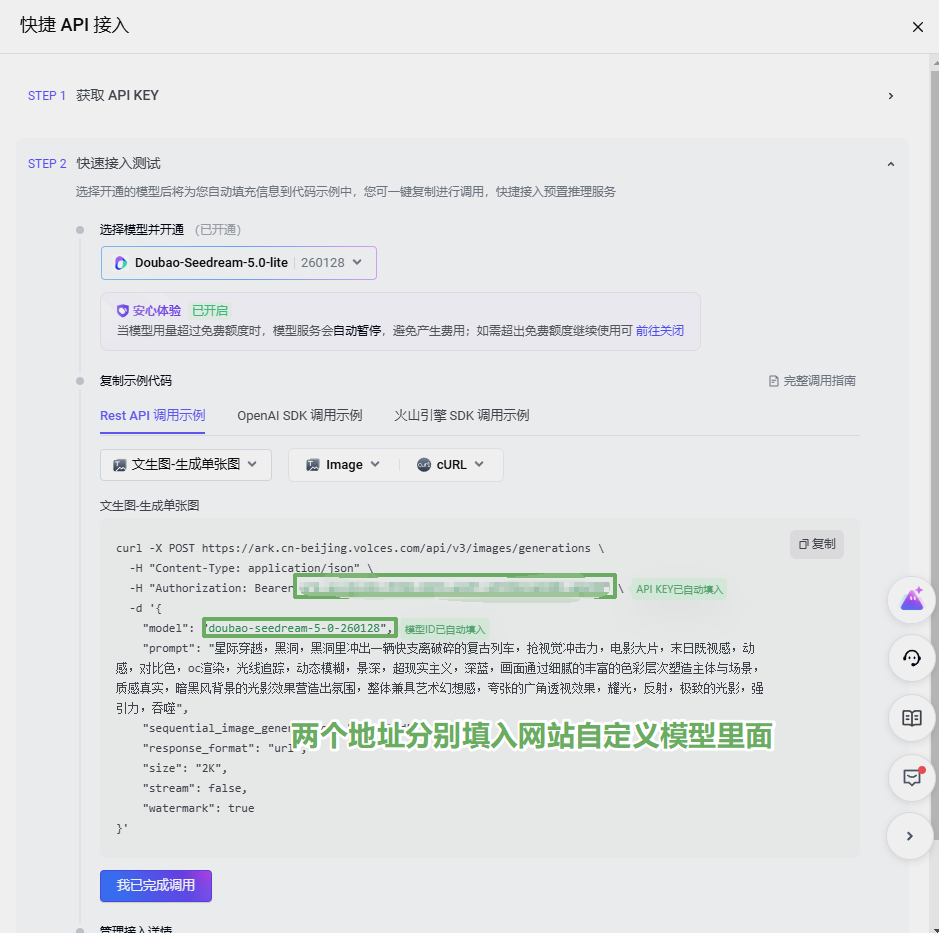 快捷 API 接入
STEP 1 获取 API KEY
STEP 2 快速接入测试
选择开通的模型后将为您自动填充信息到代码示例中，您可一键复制进行调用，快捷接入预置推理服务
选择模型并开通 （已开通）
Doubao-Seedream-5.0-lite 260128
安心体验 已开启
当模型用量超过免费额度时，模型服务会自动暂停，避免产生费用；如需超出免费额度继续使用可 前往关闭
复制示例代码 完整调用指南
Rest API 调用示例 OpenAI SDK 调用示例 火山引擎 SDK 调用示例
文生图-生成单张图 Image cURL
文生图-生成单张图
复制
curl -X POST https://ark.cn-beijing.volces.com/api/v3/images/generations \
-H "Content-Type: application/json" \
-H "Authorization: Bearer \ API KEY已自动填入
-d '{
"model": "doubao-seedream-5-0-260128", 模型ID已自动填入
"prompt": "星际穿越，黑洞，黑洞里冲出一辆快支离破碎的复古列车，抢视觉冲击力，电影大片，末日既视感，动
感，对比色，oc渲染，光线追踪，动态模糊，景深，超现实主义，深蓝，画面通过细腻的丰富的色彩层次塑造主体与场景，
质感真实，暗黑风背景的光影效果营造出氛围，整体兼具艺术幻想感，夸张的广角透视效果，耀光，反射，极致的光影，强
引力，吞噬",
"sequential_image_gene
两个地址分别填入网站自定义模型里面
"response_format": "url",
"size": "2K",
"stream": false,
"watermark": true
}'
我已完成调用
管理接入详情